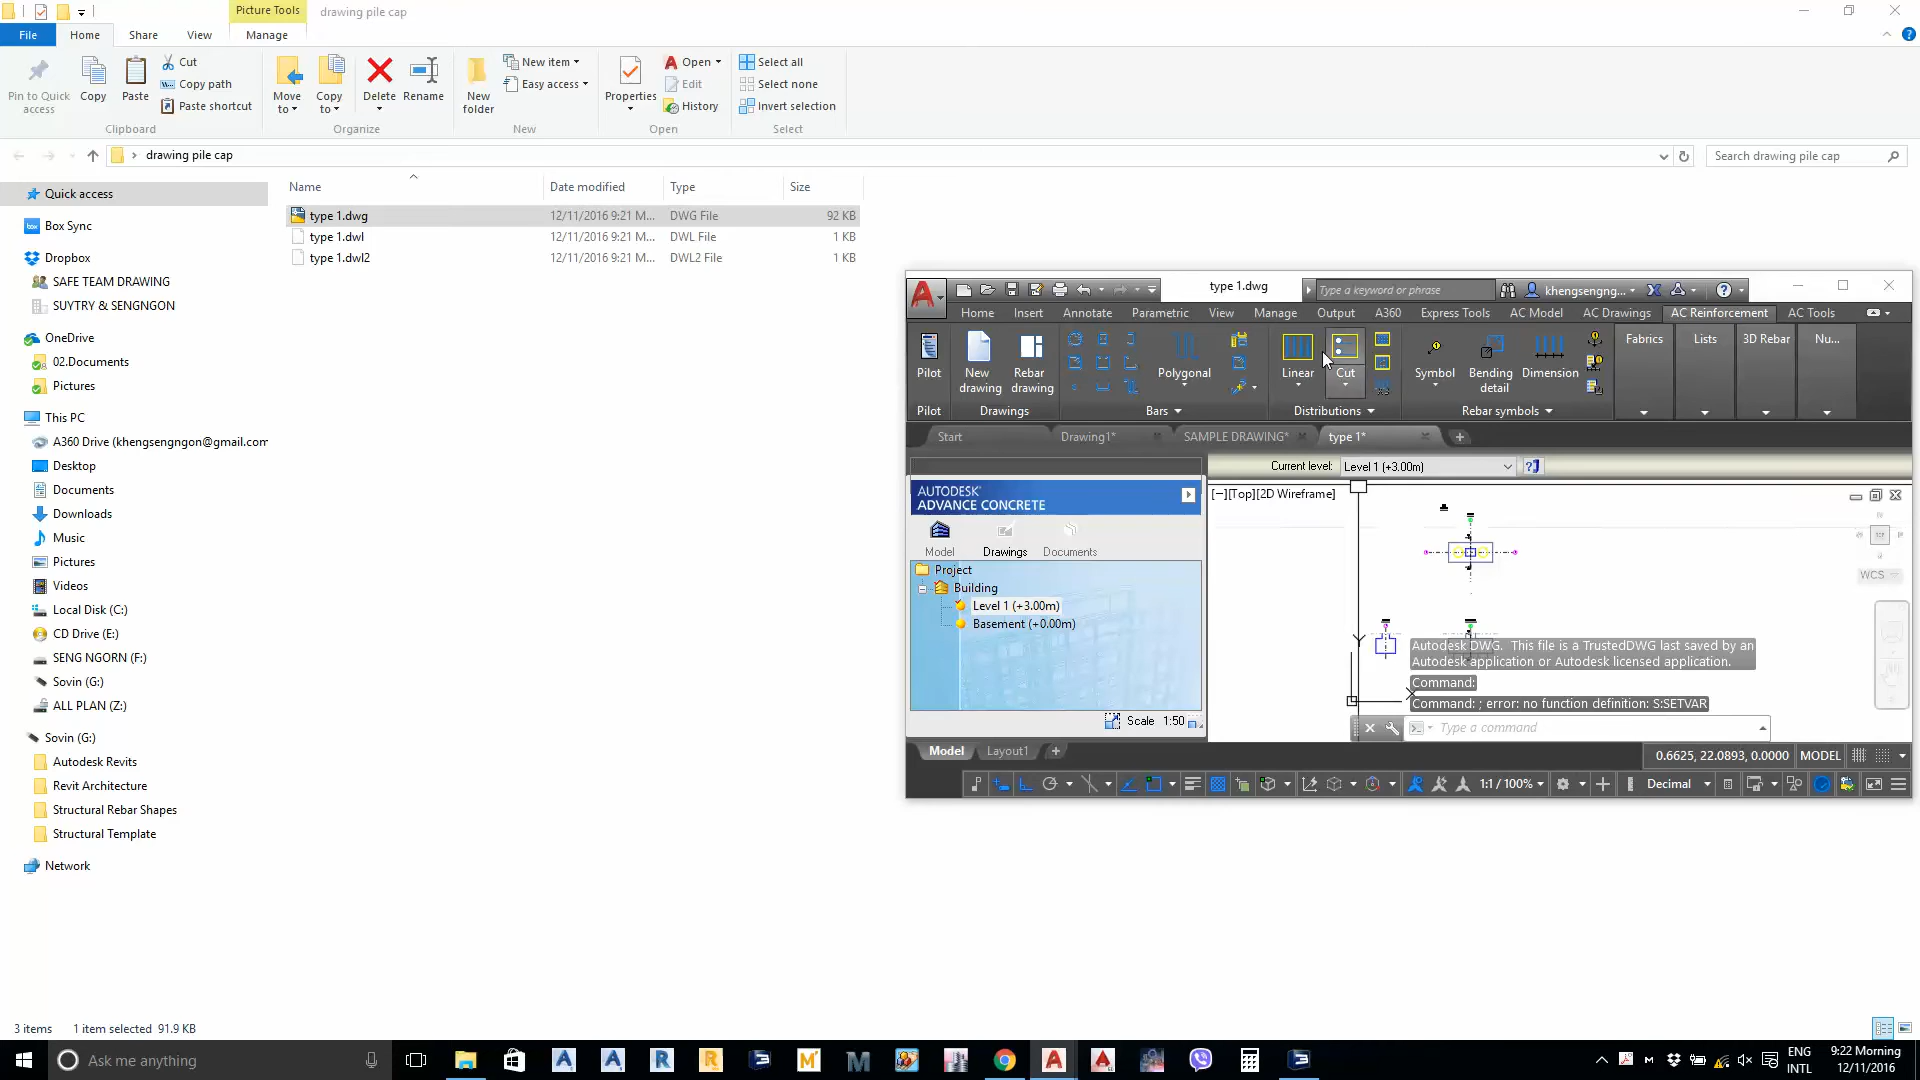 Picture Tools
drawing pile cap
File
Home
Share
View
Manage
Pin to Quick access
Copy
Paste
Cut
Copy path
Paste shortcut
Clipboard
Move to
Copy to
Delete
Rename
Organize
New folder
New item
Easy access
New
Properties
Open
Edit
History
Open
Select all
Select none
Invert selection
Select
drawing pile cap
Search drawing pile cap
Name
Date modified
Type
Size
type 1.dwg 12/11/2016 9:21 M... DWG File 92 KB
type 1.dwl 12/11/2016 9:21 M... DWL File 1 KB
type 1.dwl2 12/11/2016 9:21 M... DWL2 File 1 KB
Quick access
Box Sync
Dropbox
SAFE TEAM DRAWING
SUYTRY & SENGNGON
OneDrive
02.Documents
Pictures
This PC
A360 Drive (khengsengngon@gmail.com
Desktop
Documents
Downloads
Music
Pictures
Videos
Local Disk (C:)
CD Drive (E:)
SENG NGORN (F:)
Sovin (G:)
ALL PLAN (Z:)
Sovin (G:)
Autodesk Revits
Revit Architecture
Structural Rebar Shapes
Structural Template
Network
type 1.dwg
Type a keyword or phrase
khengsengng...
Home Insert Annotate Parametric View Manage Output A360 Express Tools AC Model AC Drawings AC Reinforcement AC Tools
Pilot
New drawing
Rebar drawing
Polygonal
Linear
Cut
Symbol
Bending detail
Dimension
Fabrics
Lists
3D Rebar
Nu...
Pilot
Drawings
Bars
Distributions
Rebar symbols
Start
Drawing1*
SAMPLE DRAWING*
type 1*
Current level: Level 1 (+3.00m)
AUTODESK®
ADVANCE CONCRETE
Model
Drawings
Documents
Project
Building
Level 1 (+3.00m)
Basement (+0.00m)
Scale 1:50
[−][Top][2D Wireframe]
WCS
Y
X
Autodesk DWG. This file is a TrustedDWG last saved by an
Autodesk application or Autodesk licensed application.
Command:
Command: ; error: no function definition: S:SETVAR
Type a command
Model
Layout1
0.6625, 22.0893, 0.0000 MODEL
1:1 / 100%
Decimal
3 items 1 item selected 91.9 KB
Ask me anything
ENG
INTL
9:22 Morning
12/11/2016